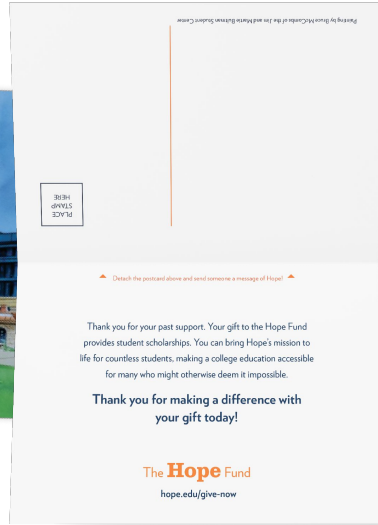 Painting by Bruce McCombs of the Jim and Martie Bultman Student Center
PLACE
STAMP
HERE
Detach the postcard above and send someone a message of Hope!
Thank you for your past support. Your gift to the Hope Fund
provides student scholarships. You can bring Hope's mission to
life for countless students, making a college education accessible
for many who might otherwise deem it impossible.
Thank you for making a difference with
your gift today!
The Hope Fund
hope.edu/give-now